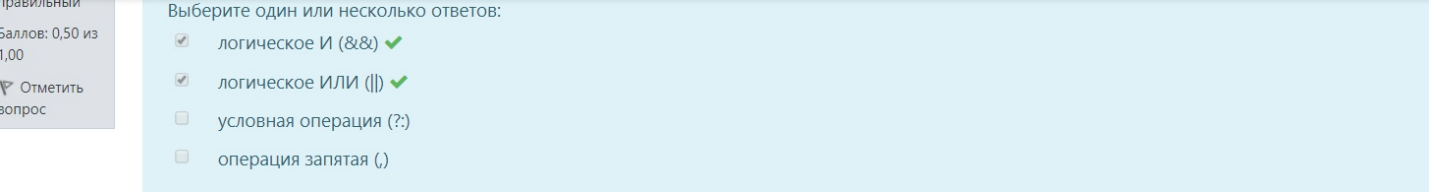 правильный
Баллов: 0,50 из
1,00
Отметить
вопрос
Выберите один или несколько ответов:
логическое И (&&)
логическое ИЛИ (||)
условная операция (?:)
операция запятая (,)